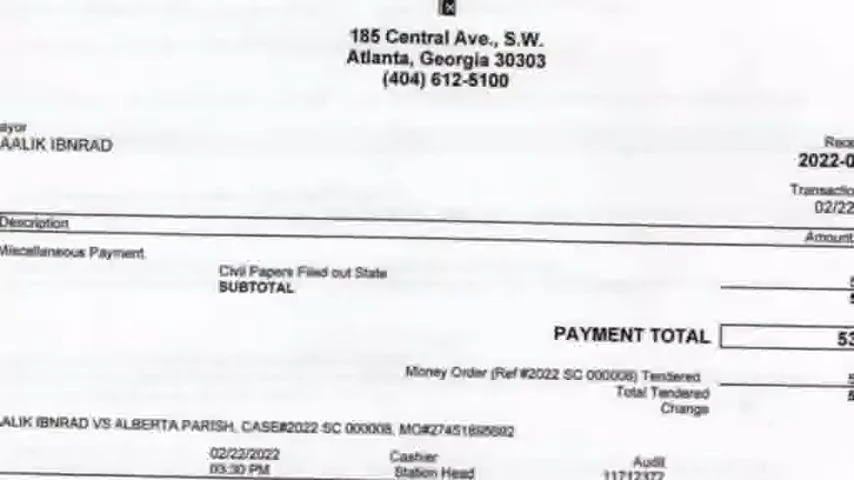 185 Central Ave., S.W.
Atlanta, Georgia 30303
(404) 612-5100
ayor
AALIK IBNRAD
Rece
2022-0
Transactio
02/22
Description
Amount
Miscellaneous Payment
Civil Papers Filed out State
SUBTOTAL
PAYMENT TOTAL
53
Money Order (Ref #2022 SC 000008) Tendered
Total Tendered
Change
AALIK IBNRAD VS ALBERTA PARISH, CASE#2022 SC 000008,
02/22/2022
Cashier
Audit
03:30 PM
Station Head
11712377